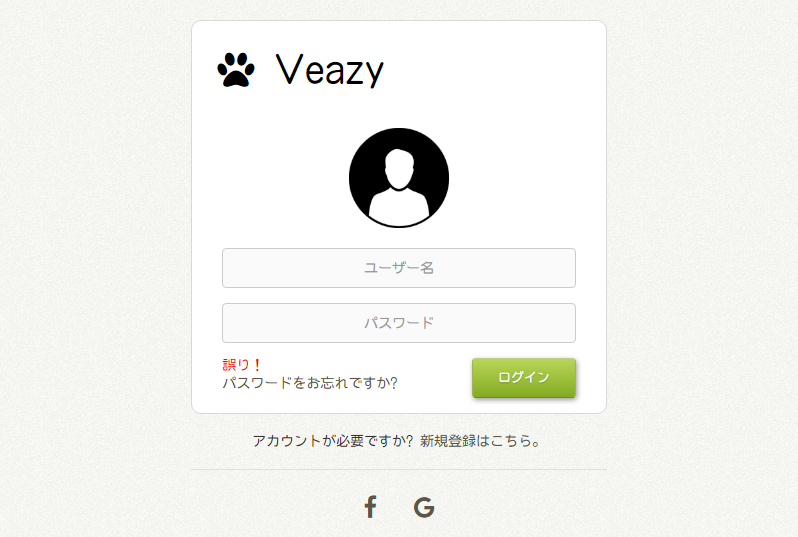 Veazy
ユーザー名
パスワード
誤り！
パスワードをお忘れですか?
ログイン
アカウントが必要ですか? 新規登録はこちら。